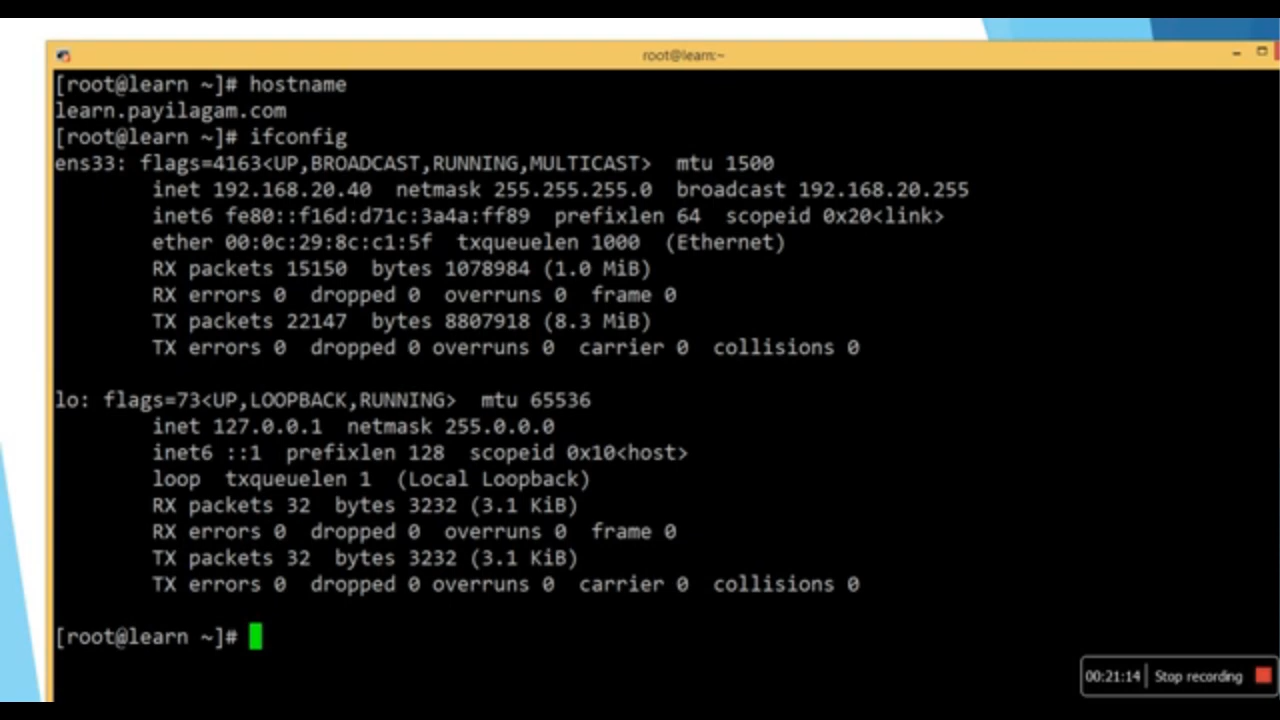 root@learn:~
[root@learn ~]# hostname
learn.payilagam.com
[root@learn ~]# ifconfig
ens33: flags=4163<UP,BROADCAST,RUNNING,MULTICAST>  mtu 1500
        inet 192.168.20.40  netmask 255.255.255.0  broadcast 192.168.20.255
        inet6 fe80::f16d:d71c:3a4a:ff89  prefixlen 64  scopeid 0x20<link>
        ether 00:0c:29:8c:c1:5f  txqueuelen 1000  (Ethernet)
        RX packets 15150  bytes 1078984 (1.0 MiB)
        RX errors 0  dropped 0  overruns 0  frame 0
        TX packets 22147  bytes 8807918 (8.3 MiB)
        TX errors 0  dropped 0 overruns 0  carrier 0  collisions 0
lo: flags=73<UP,LOOPBACK,RUNNING>  mtu 65536
        inet 127.0.0.1  netmask 255.0.0.0
        inet6 ::1  prefixlen 128  scopeid 0x10<host>
        loop  txqueuelen 1  (Local Loopback)
        RX packets 32  bytes 3232 (3.1 KiB)
        RX errors 0  dropped 0  overruns 0  frame 0
        TX packets 32  bytes 3232 (3.1 KiB)
        TX errors 0  dropped 0 overruns 0  carrier 0  collisions 0
[root@learn ~]#
00:21:14 Stop recording